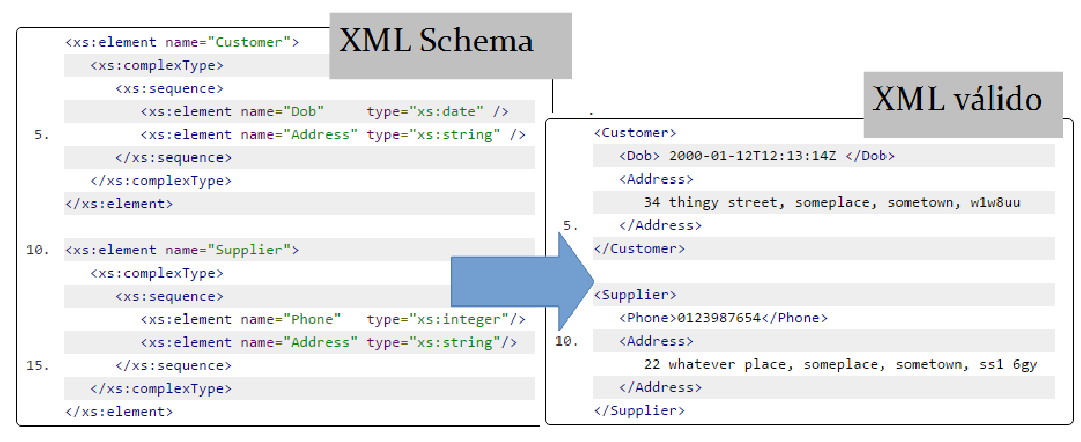 XML Schema
<xs:element name="Customer">
<xs:complexType>
<xs:sequence>
<xs:element name="Dob" type="xs:date" />
5. <xs:element name="Address" type="xs:string" />
</xs:sequence>
</xs:complexType>
</xs:element>
10. <xs:element name="Supplier">
<xs:complexType>
<xs:sequence>
<xs:element name="Phone" type="xs:integer"/>
<xs:element name="Address" type="xs:string"/>
15. </xs:sequence>
</xs:complexType>
</xs:element>
XML válido
<Customer>
<Dob> 2000-01-12T12:13:14Z </Dob>
<Address>
34 thingy street, someplace, sometown, w1w8uu
5. </Address>
</Customer>
<Supplier>
<Phone>0123987654</Phone>
10. <Address>
22 whatever place, someplace, sometown, ss1 6gy
</Address>
</Supplier>